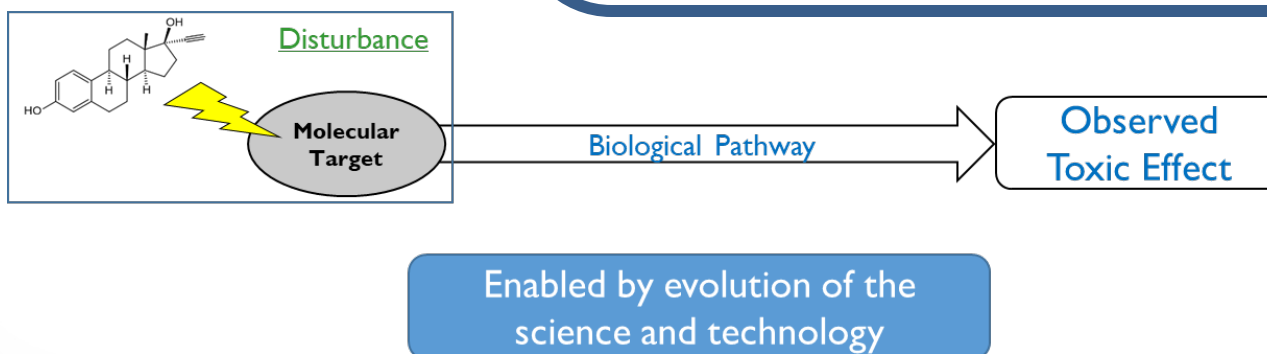 OH
Disturbance
H
H
H
HO
Molecular
Target
Biological Pathway
Observed
Toxic Effect
Enabled by evolution of the
science and technology